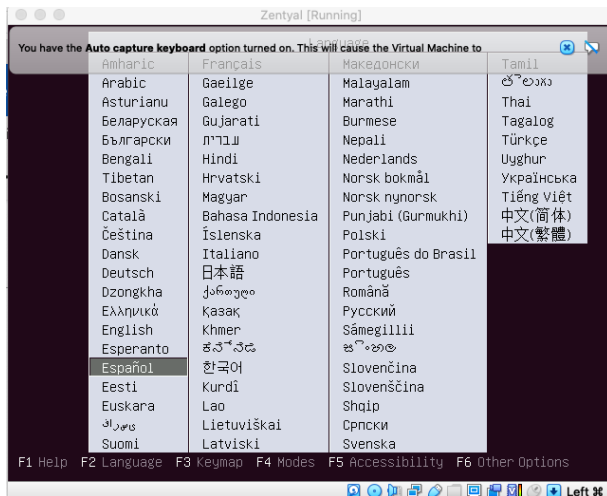 Zentyal [Running]
You have the Auto capture keyboard option turned on. This will cause the Virtual Machine to
Language
Amharic
Arabic
Asturianu
Беларуская
Български
Bengali
Tibetan
Bosanski
Català
Čeština
Dansk
Deutsch
Dzongkha
Ελληνικά
English
Esperanto
Español
Eesti
Euskara
Suomi
Français
Gaeilge
Galego
Gujarati
עברית
Hindi
Hrvatski
Magyar
Bahasa Indonesia
Íslenska
Italiano
日本語
ქართული
Қазақ
Khmer
ಕನ್ನಡ
한국어
Kurdî
Lao
Lietuviškai
Latviski
Македонски
Malayalam
Marathi
Burmese
Nepali
Nederlands
Norsk bokmål
Norsk nynorsk
Punjabi (Gurmukhi)
Polski
Português do Brasil
Português
Română
Русский
Sámegillii
සිංහල
Slovenčina
Slovenščina
Shqip
Српски
Svenska
Tamil
తెలుగు
Thai
Tagalog
Türkçe
Uyghur
Українська
Tiếng Việt
中文(简体)
中文(繁體)
F1 Help F2 Language F3 Keymap F4 Modes F5 Accessibility F6 Other Options
Left ⌘